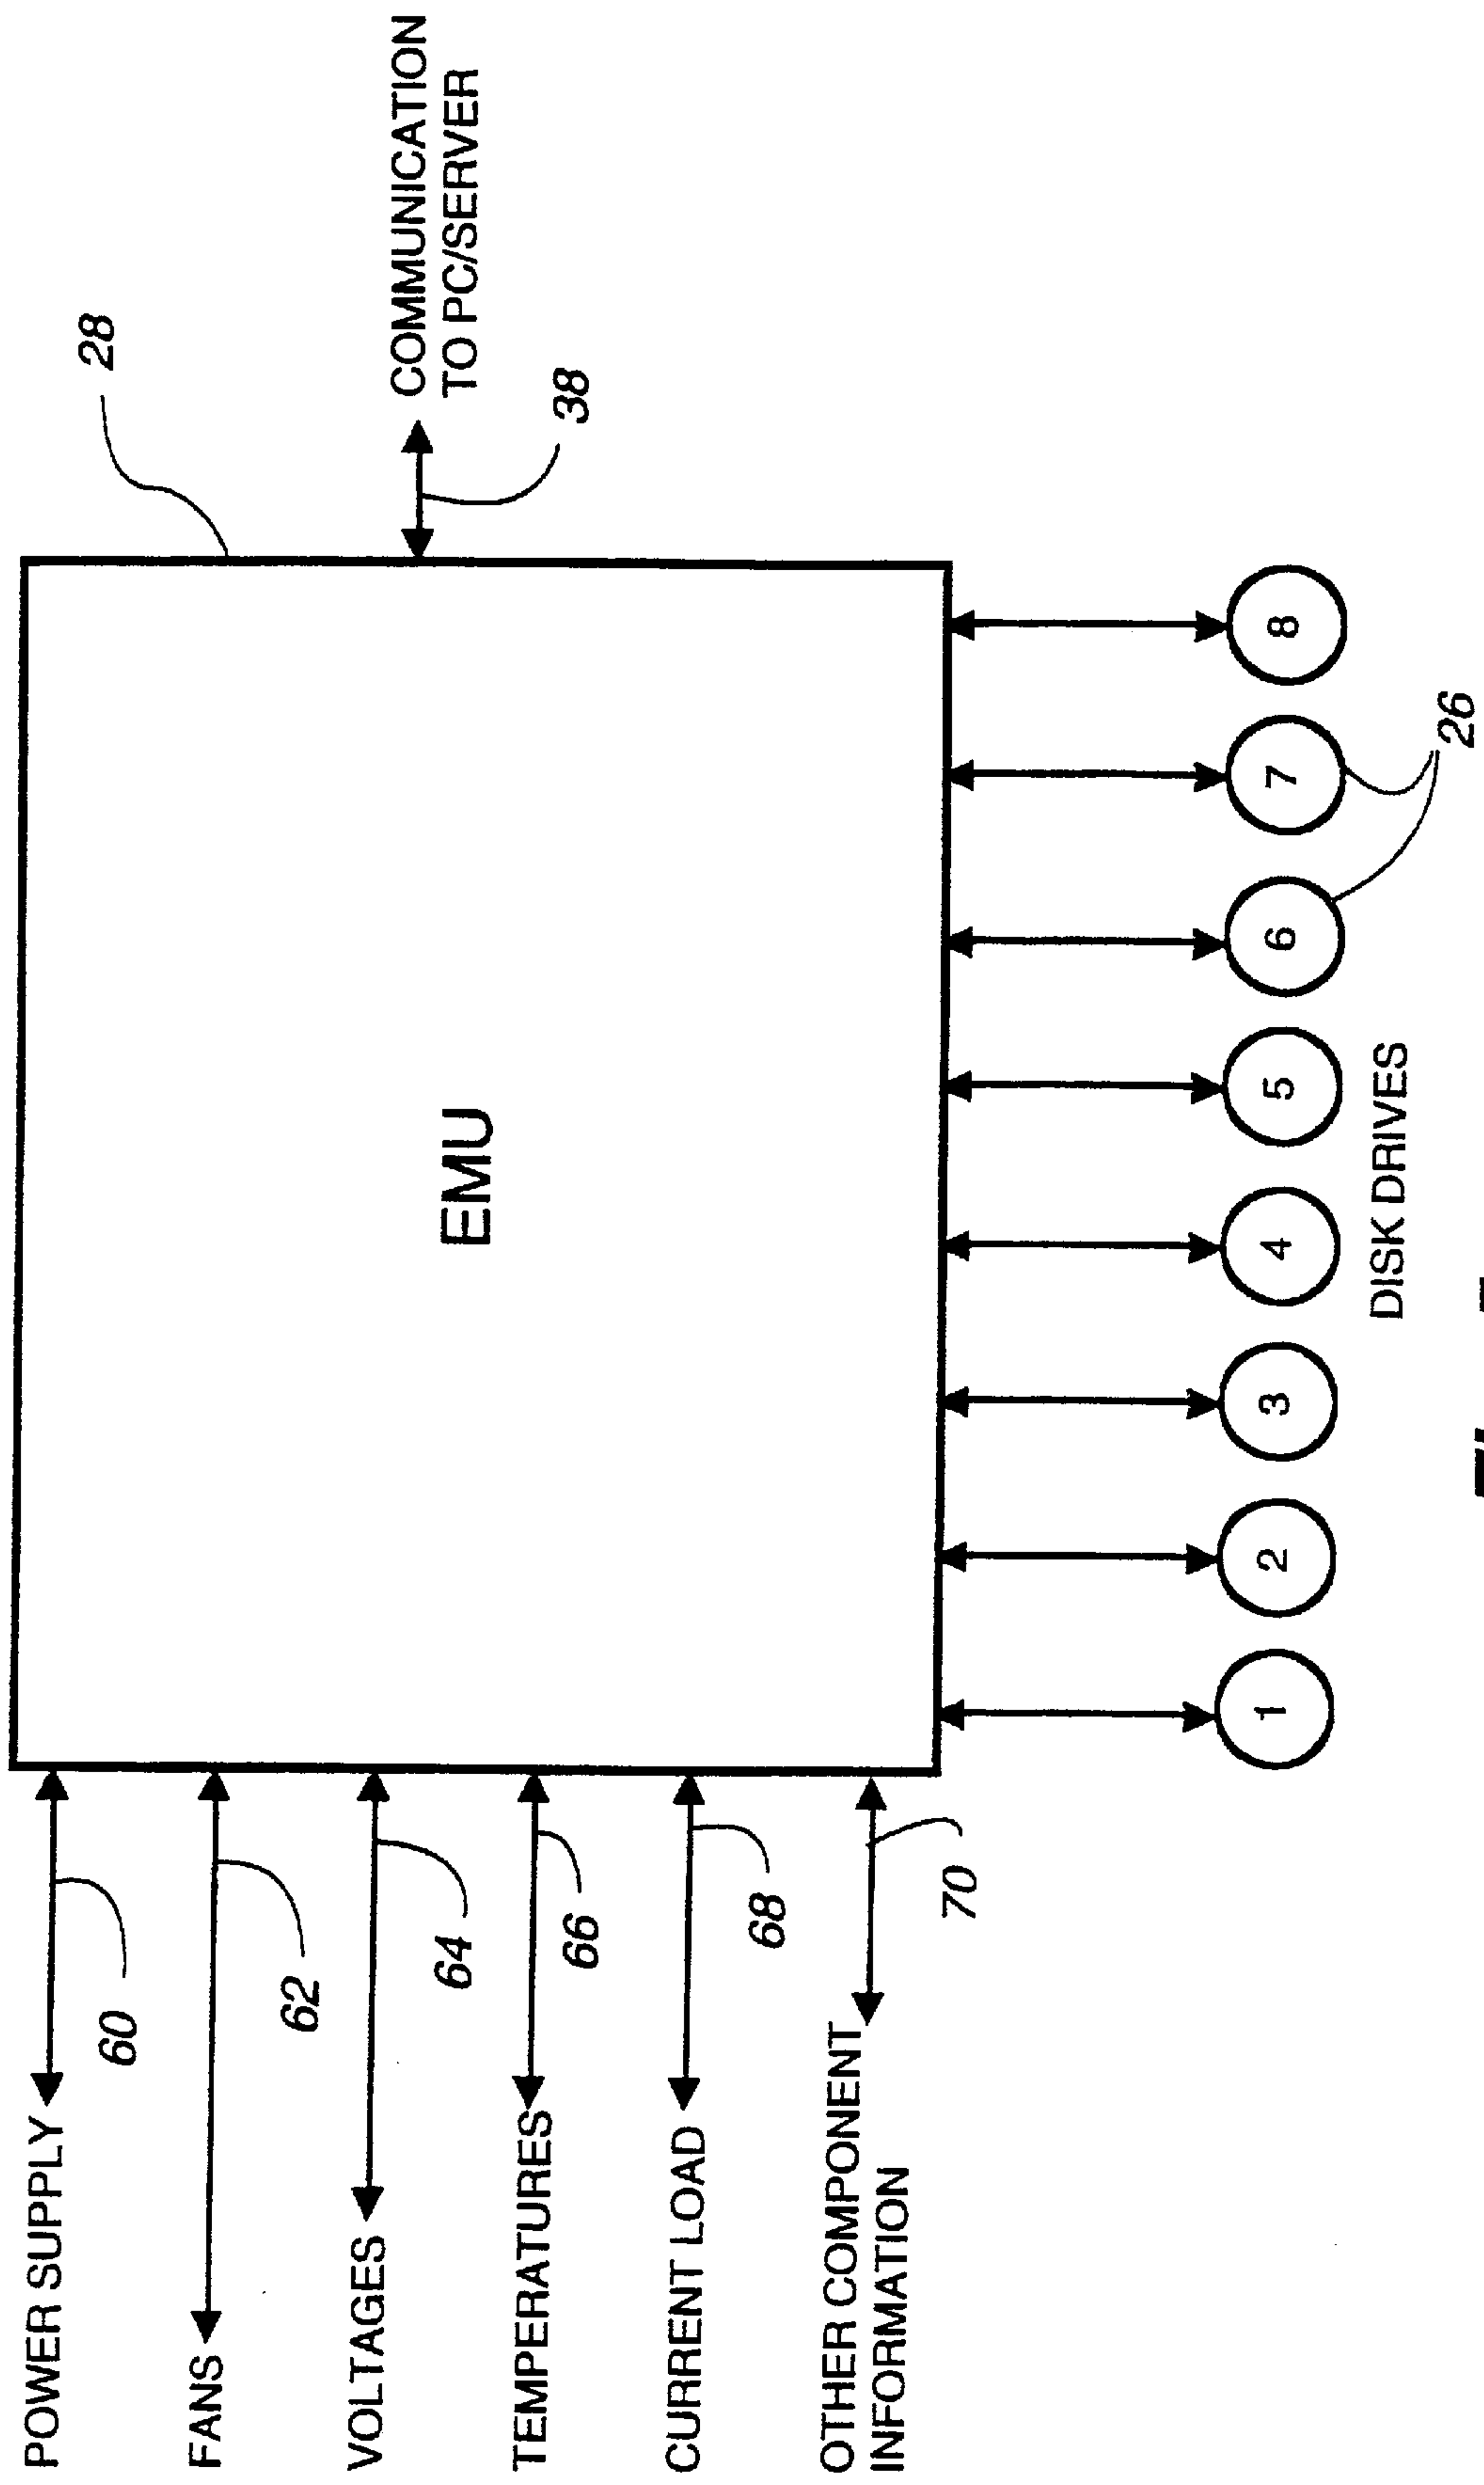 POWER SUPPLY
60
FANS
62
VOLTAGES
64
TEMPERATURES
66
CURRENT LOAD
68
OTHER COMPONENT
INFORMATION
70
EMU
28
COMMUNICATION
TO PC/SERVER
38
1
2
3
4
5
6
7
8
26
DISK DRIVES